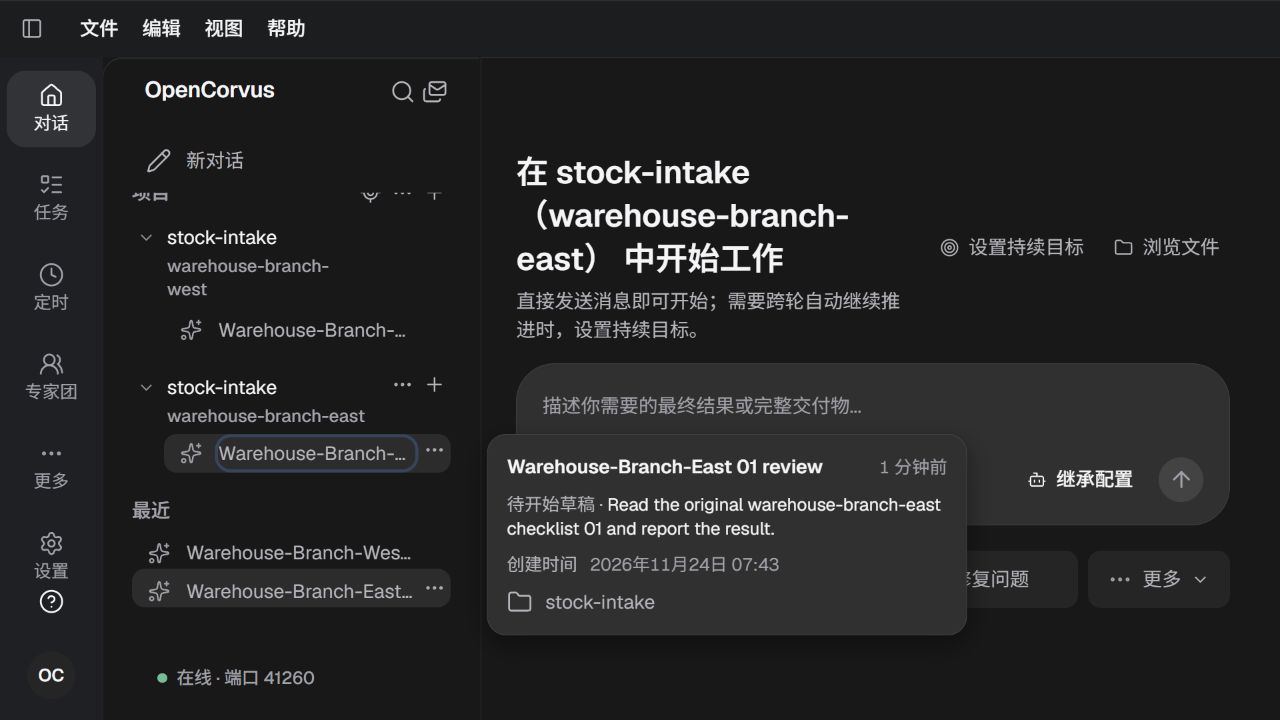 文件 编辑 视图 帮助
对话
任务
定时
专家团
更多
设置
OC
OpenCorvus
新对话
项目
stock-intake
warehouse-branch-
west
Warehouse-Branch-...
stock-intake
warehouse-branch-east
Warehouse-Branch-...
最近
Warehouse-Branch-Wes...
Warehouse-Branch-East...
在线 · 端口 41260
在 stock-intake
（warehouse-branch-
east） 中开始工作
直接发送消息即可开始；需要跨轮自动继续推
进时，设置持续目标。
设置持续目标 浏览文件
描述你需要的最终结果或完整交付物...
继承配置
Warehouse-Branch-East 01 review 1 分钟前
待开始草稿 · Read the original warehouse-branch-east
checklist 01 and report the result.
创建时间 2026年11月24日 07:43
stock-intake
修复问题
更多